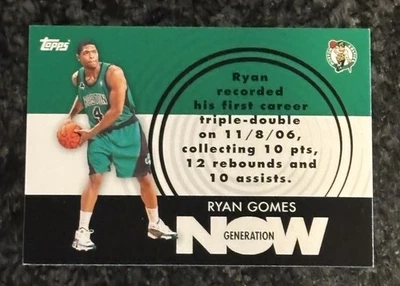 Topps
Ryan
recorded
his first career
triple-double
on 11/8/06,
collecting 10 pts,
12 rebounds and
10 assists.
RYAN GOMES
NOW
GENERATION